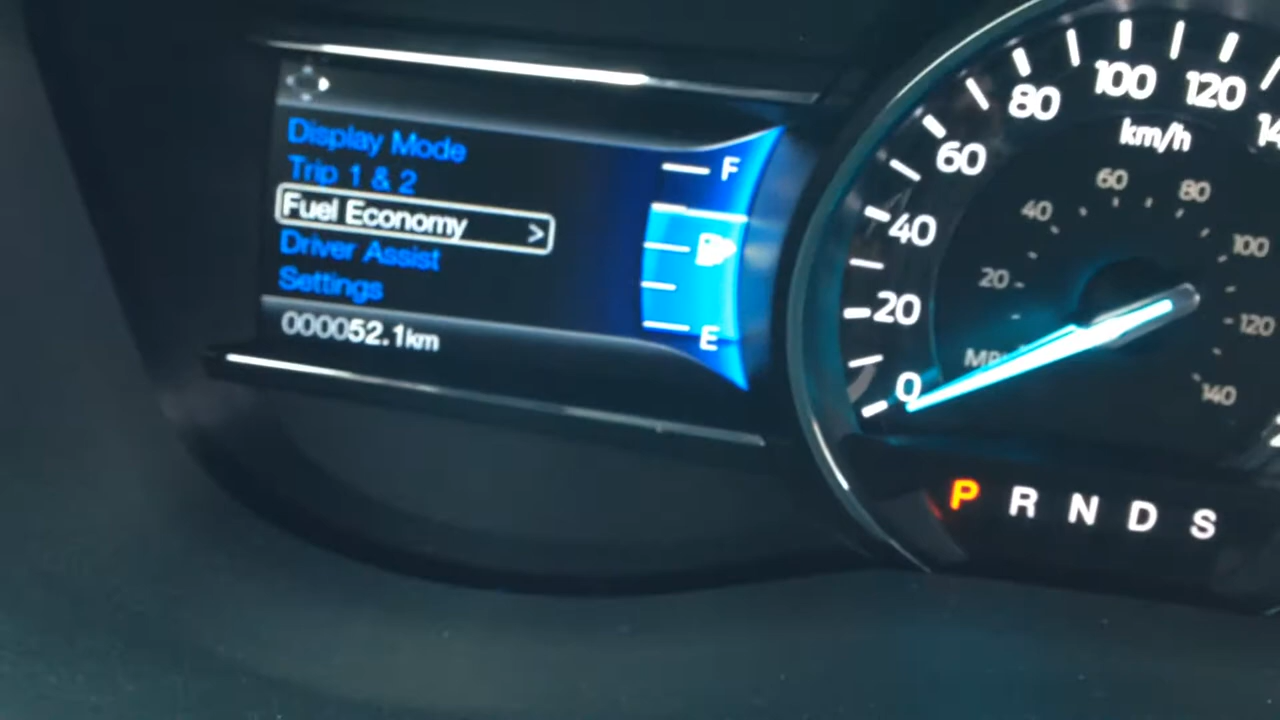 Display Mode
Trip 1 & 2
Fuel Economy >
Driver Assist
Settings
000052.1km
F
E
0
20
40
60
80
100
120
km/h
20
40
60
80
100
120
140
P R N D S